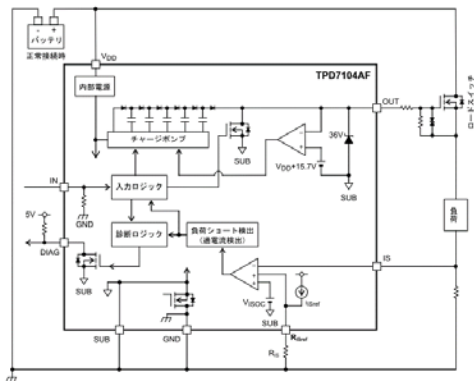 - +
バッテリ
正常接続時
VDD
TPD7104AF
内部電源
OUT
ロードスイッチ
チャージポンプ
SUB
36V
VDD+15.7V
SUB
IN
入力ロジック
GND
5V
診断ロジック
負荷ショート検出
(過電流検出)
負荷
DIAG
IS
SUB
VISOC
SUB
SUB
GND
RISref
RIS